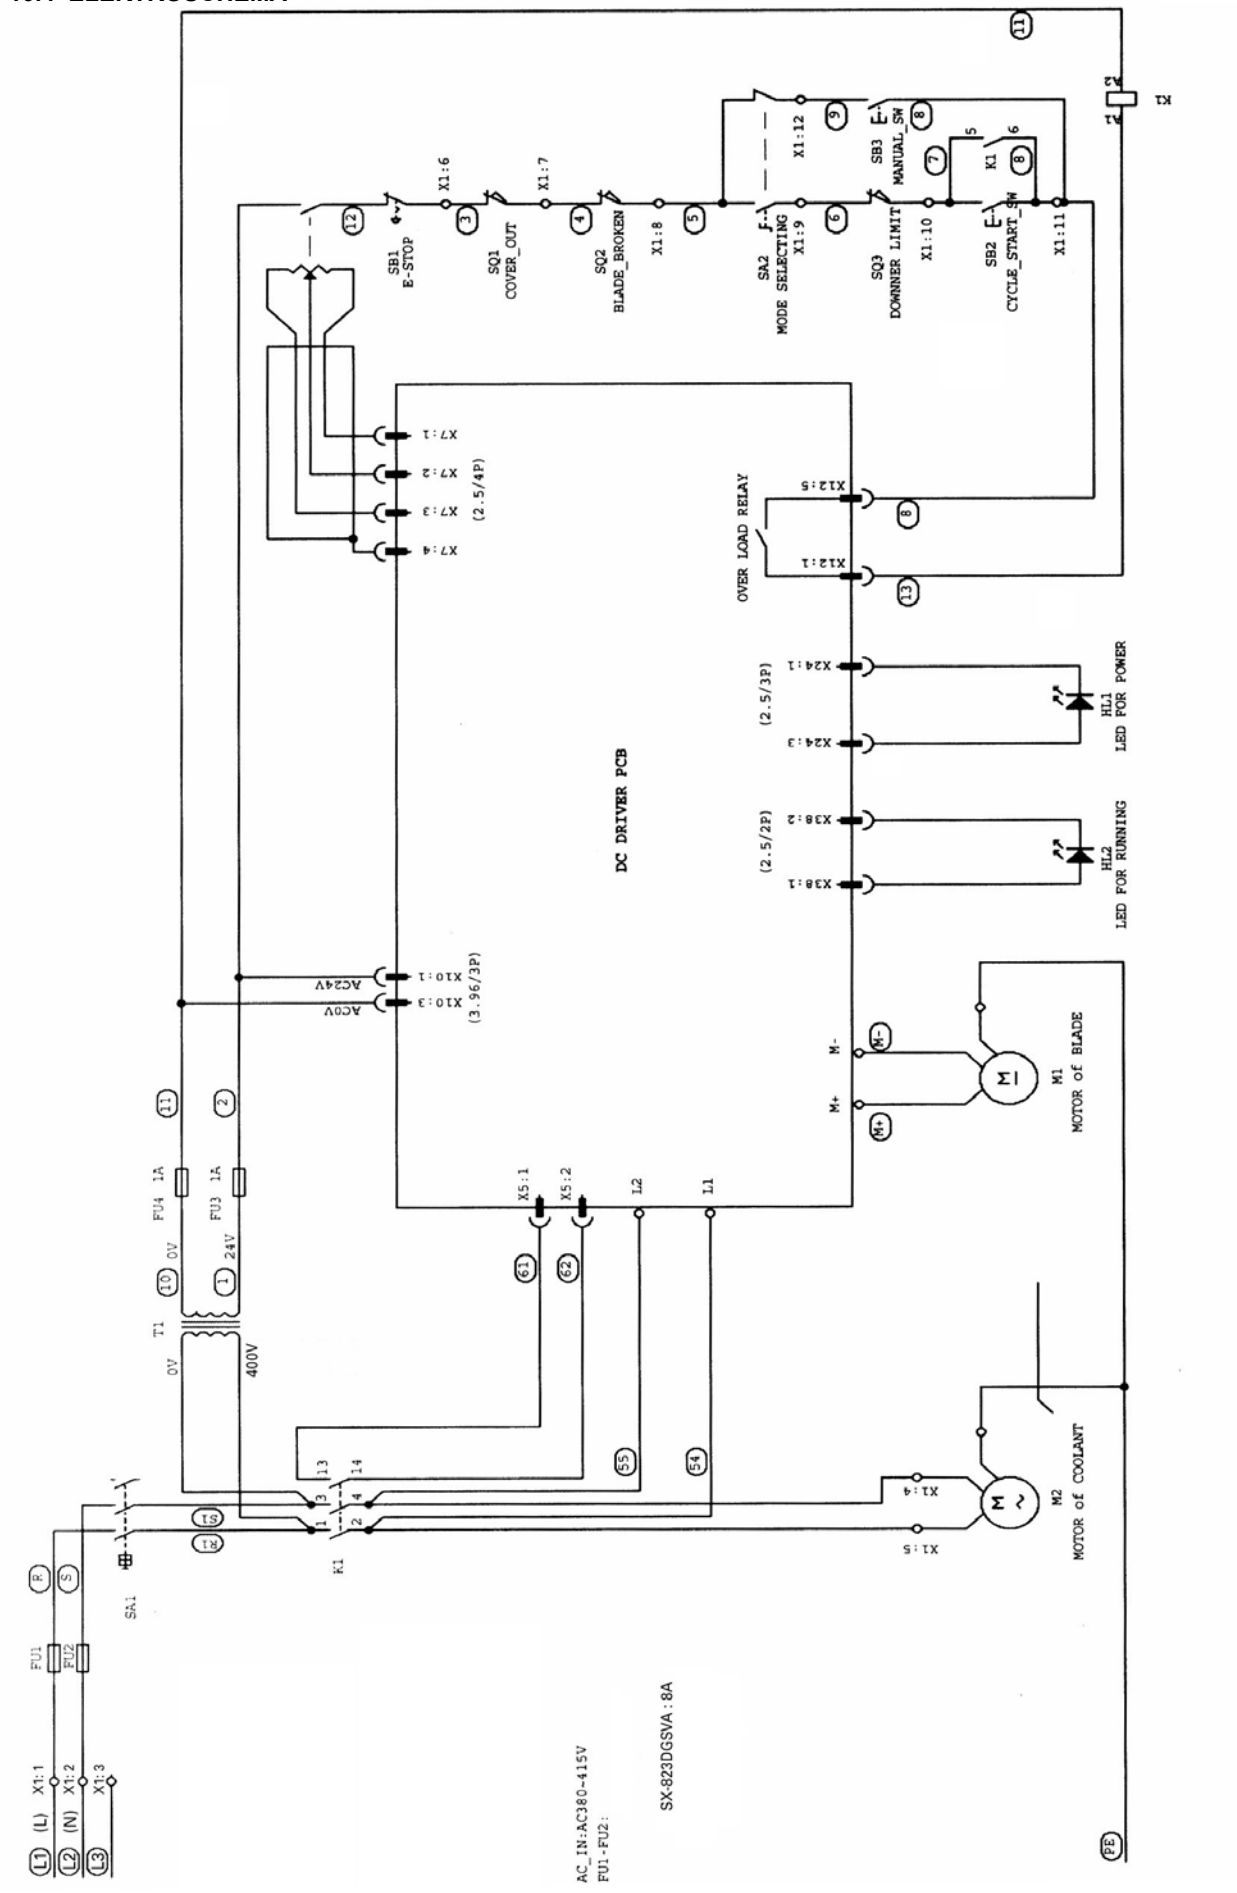 11
A2
K1
A1
X1:12
9
SB3
MANUAL_SW
8
5
K1
6
7
8
12
SB1
E-STOP
X1:6
3
SQ1
COVER_OUT
X1:7
4
SQ2
BLADE_BROKEN
X1:8
5
SA2
MODE SELECTING
X1:9
6
SQ3
DOWNNER LIMIT
X1:10
SB2
CYCLE_START_SW
X1:11
X7:1
X7:2
X7:3
X7:4
(2.5/4P)
OVER LOAD RELAY
X12:5
X12:1
8
13
X24:1
X24:3
(2.5/3P)
HL1
LED FOR POWER
X38:2
X38:1
(2.5/2P)
HL2
LED FOR RUNNING
DC DRIVER PCB
AC24V
AC0V
X10:1
X10:3
(3.96/3P)
11
2
FU4 1A
FU3 1A
10
0V
1
24V
T1
0V
400V
M-
M+
M-
M+
M
M1
MOTOR of BLADE
X5:1
X5:2
L2
L1
61
62
55
54
13
14
3
4
1
2
K1
S1
R1
SA1
X1:4
X1:5
M
~
M2
MOTOR of COOLANT
R
S
FU1
FU2
L1 (L) X1:1
L2 (N) X1:2
L3 X1:3
AC_IN:AC380~415V
FU1-FU2:
SX-823DGSVA : 8A
PE